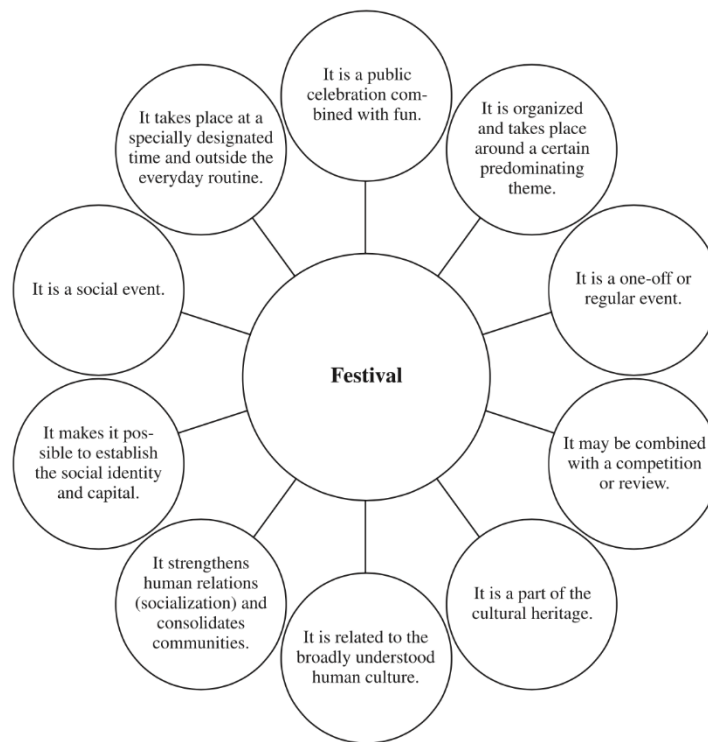 It is a public
celebration com-
bined with fun.
It is organized
and takes place
around a certain
predominating
theme.
It is a one-off or
regular event.
It may be combined
with a competition
or review.
It is a part of the
cultural heritage.
It is related to the
broadly understood
human culture.
It strengthens
human relations
(socialization) and
consolidates
communities.
It makes it pos-
sible to establish
the social identity
and capital.
It is a social event.
It takes place at a
specially designated
time and outside the
everyday routine.
Festival